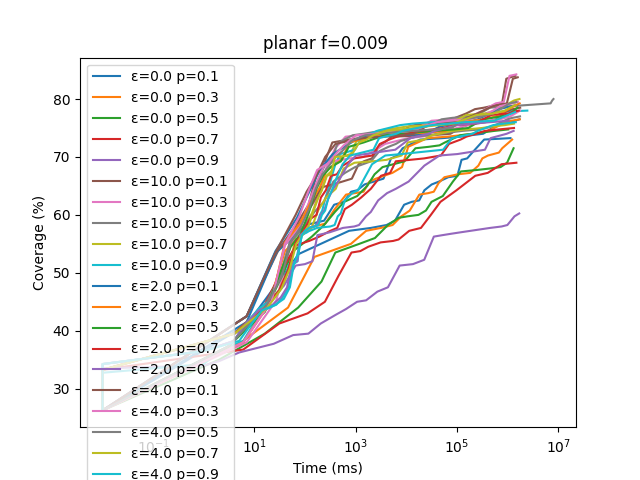 planar f=0.009
Coverage (%)
80
70
60
50
40
30
ε=0.0 p=0.1
ε=0.0 p=0.3
ε=0.0 p=0.5
ε=0.0 p=0.7
ε=0.0 p=0.9
ε=10.0 p=0.1
ε=10.0 p=0.3
ε=10.0 p=0.5
ε=10.0 p=0.7
ε=10.0 p=0.9
ε=2.0 p=0.1
ε=2.0 p=0.3
ε=2.0 p=0.5
ε=2.0 p=0.7
ε=2.0 p=0.9
ε=4.0 p=0.1
ε=4.0 p=0.3
ε=4.0 p=0.5
ε=4.0 p=0.7
ε=4.0 p=0.9
10⁻¹ 10¹ 10³ 10⁵ 10⁷
Time (ms)